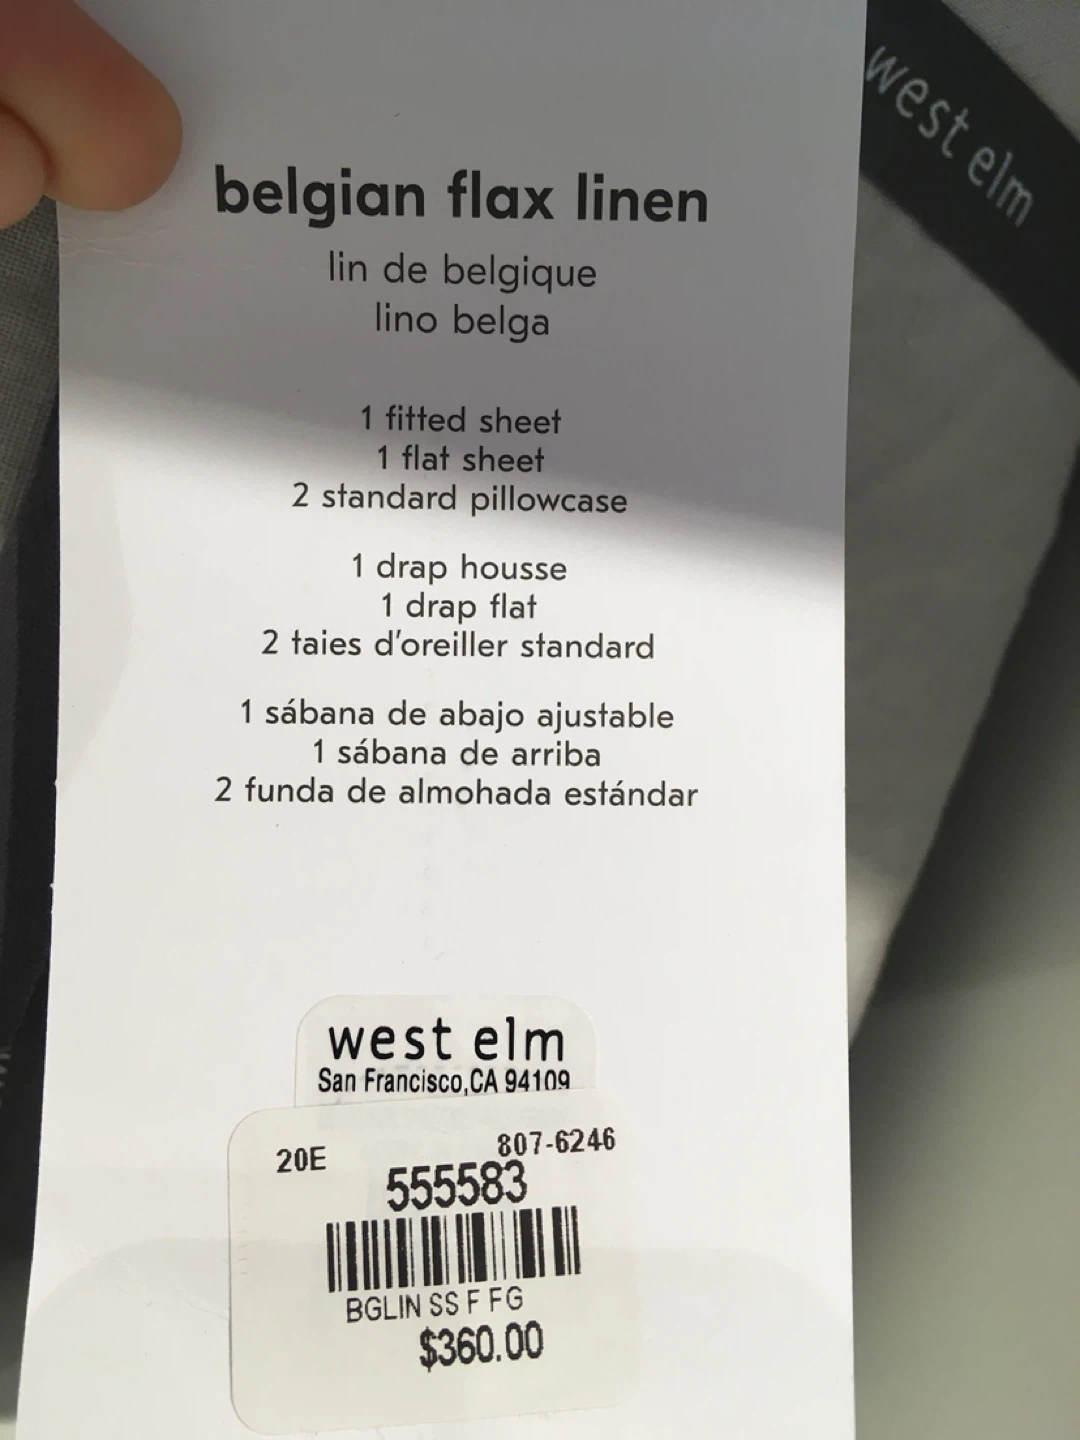 west elm
belgian flax linen
lin de belgique
lino belga
1 fitted sheet
1 flat sheet
2 standard pillowcase
1 drap housse
1 drap flat
2 taies d'oreiller standard
1 sábana de abajo ajustable
1 sábana de arriba
2 funda de almohada estándar
west elm
San Francisco,CA 94109
20E
807-6246
555583
BGLIN SS F FG
$360.00